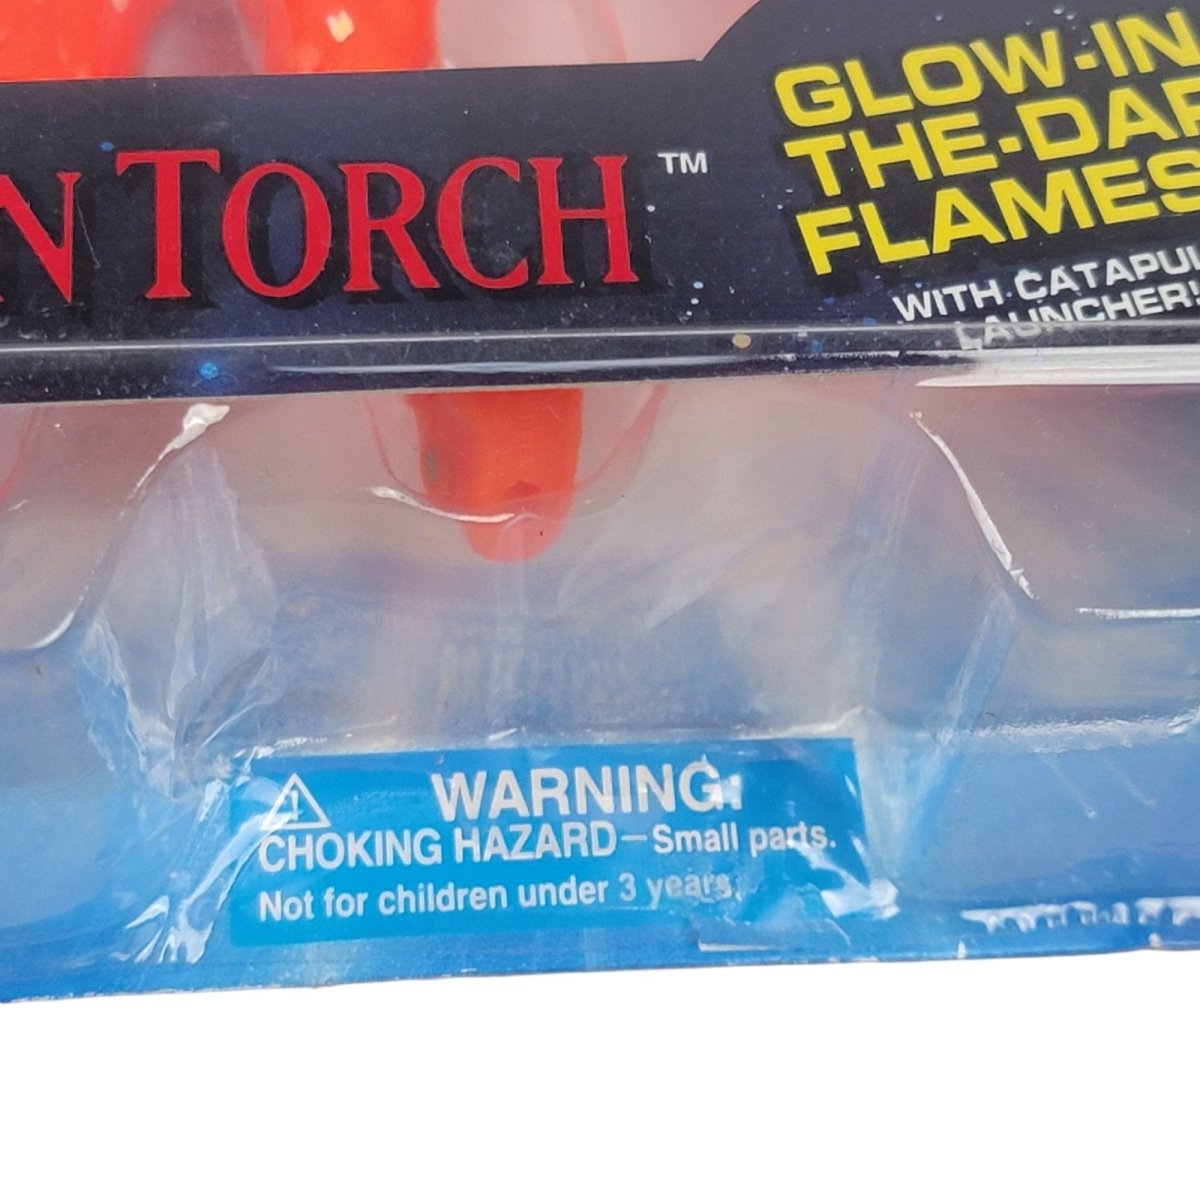 N TORCH™
GLOW-IN
THE-DAR
FLAMES
WITH CATAPUL
LAUNCHER!
WARNING:
CHOKING HAZARD—Small parts.
Not for children under 3 years.